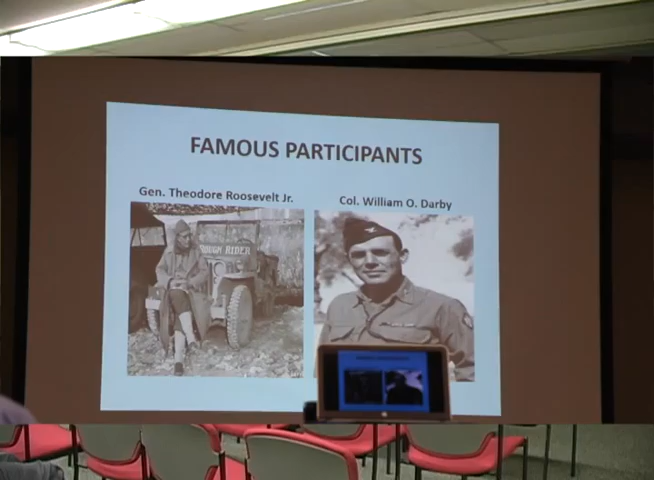 FAMOUS PARTICIPANTS
Gen. Theodore Roosevelt Jr.
Col. William O. Darby
ROUGH RIDER